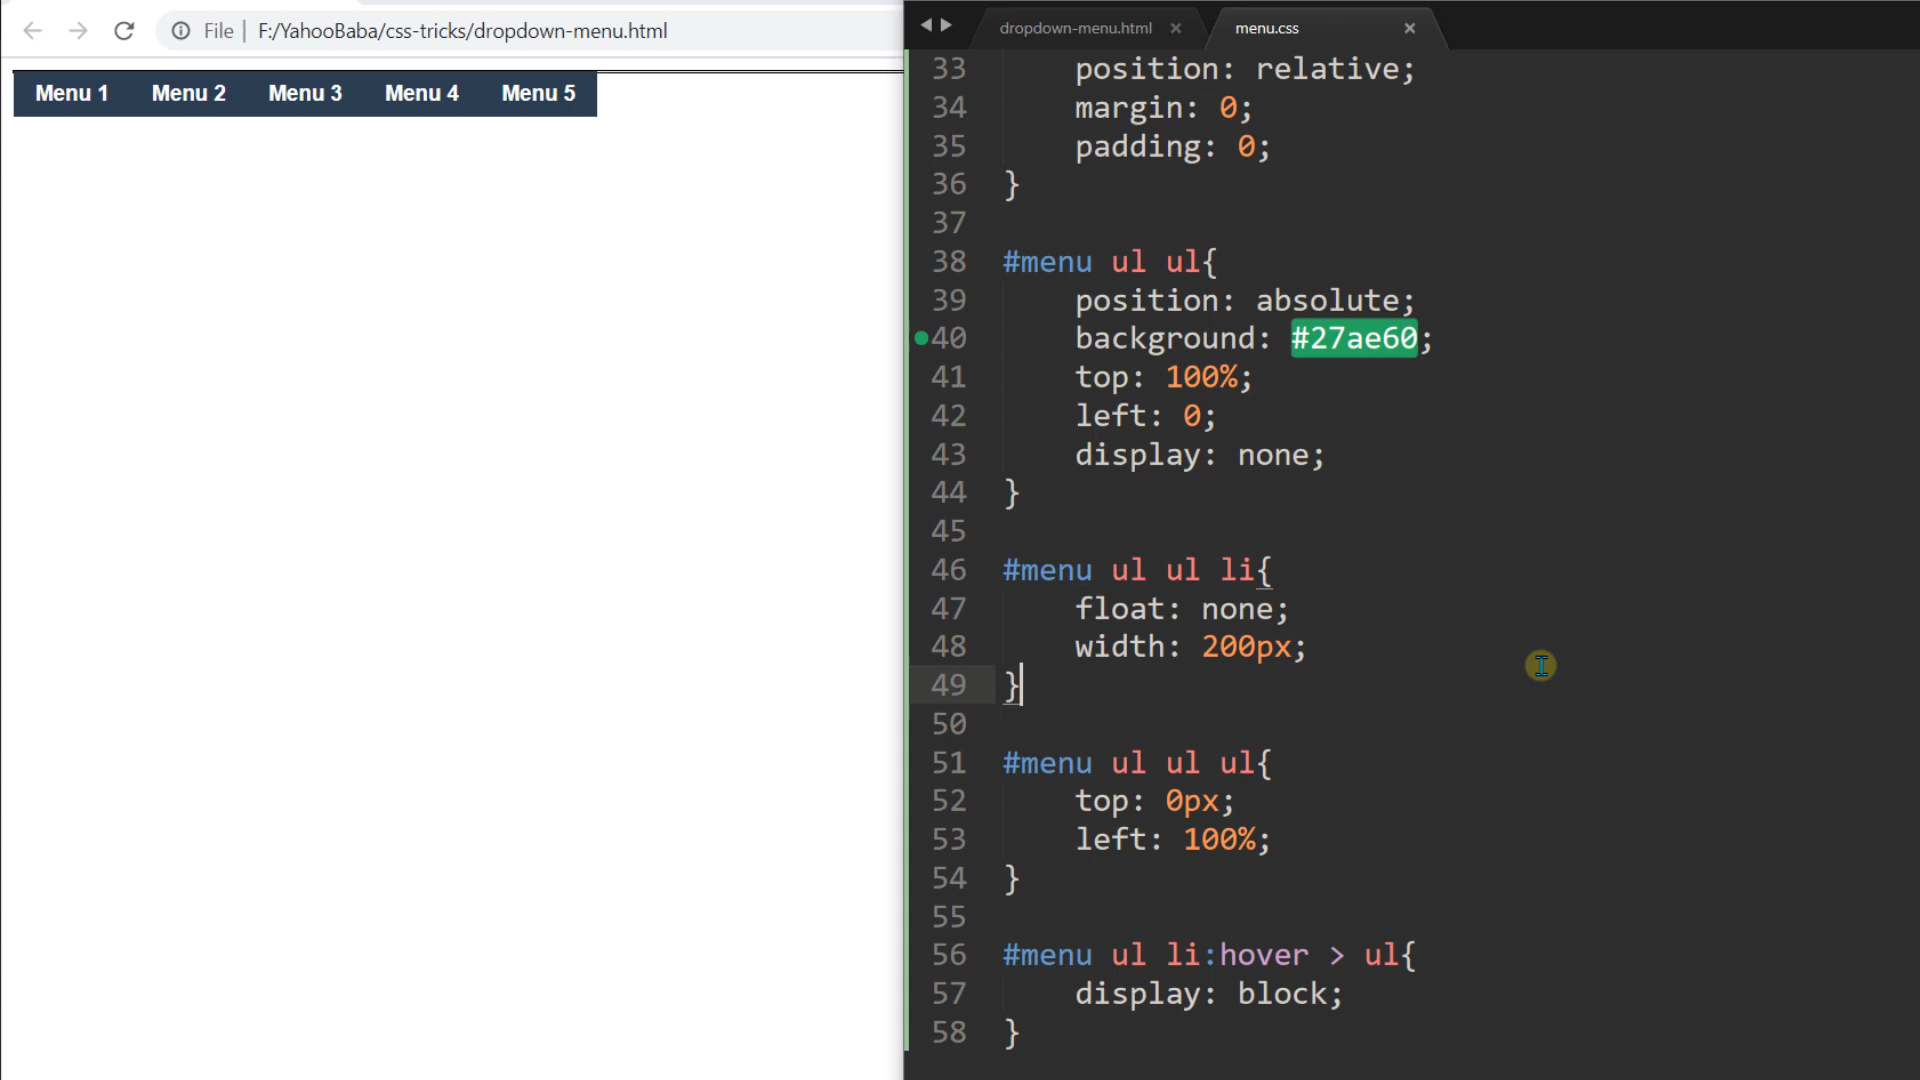 File | F:/YahooBaba/css-tricks/dropdown-menu.html
Menu 1 Menu 2 Menu 3 Menu 4 Menu 5
dropdown-menu.html × menu.css ×
33 position: relative;
34 margin: 0;
35 padding: 0;
36 }
37
38 #menu ul ul{
39 position: absolute;
40 background: #27ae60;
41 top: 100%;
42 left: 0;
43 display: none;
44 }
45
46 #menu ul ul li{
47 float: none;
48 width: 200px;
49 }
50
51 #menu ul ul ul{
52 top: 0px;
53 left: 100%;
54 }
55
56 #menu ul li:hover > ul{
57 display: block;
58 }